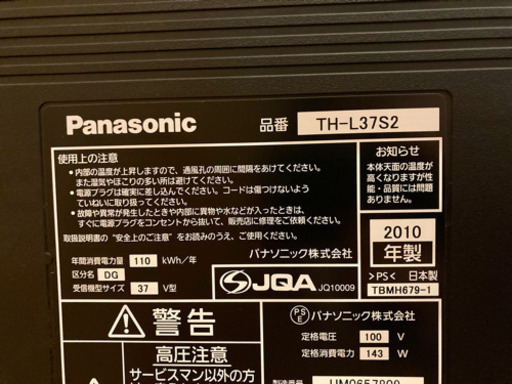 Panasonic
品番 TH-L37S2
使用上の注意
●内部の温度が上昇しますので、通風孔の周囲に間隔をあけてください。
また湿気やほこりの多い所は避けてください。
●電源プラグは確実に差し込んでください。コードは傷つけないよう
ていねいに取り扱ってください。
●故障や異常が発生したときや内部に異物や水などが入ったときは、
すぐに電源プラグをコンセントから抜いて、販売店に修理をご依頼ください。
取扱説明書の"安全上のご注意"をお読みのうえ、ご使用ください。
パナソニック株式会社
お知らせ
本体天面の温度が
高くなりますが性
能・品質には問題
ありません。
2010
年製
>PS< 日本製
TBMH679-1
年間消費電力量 110 kWh/年
区分名 DG
受信機型サイズ 37 V型
JQA JQ10009
警告
高圧注意
サービスマン以外の方
PSE パナソニック株式会社
定格電圧 100 V
定格消費電力 143 W
製造番号